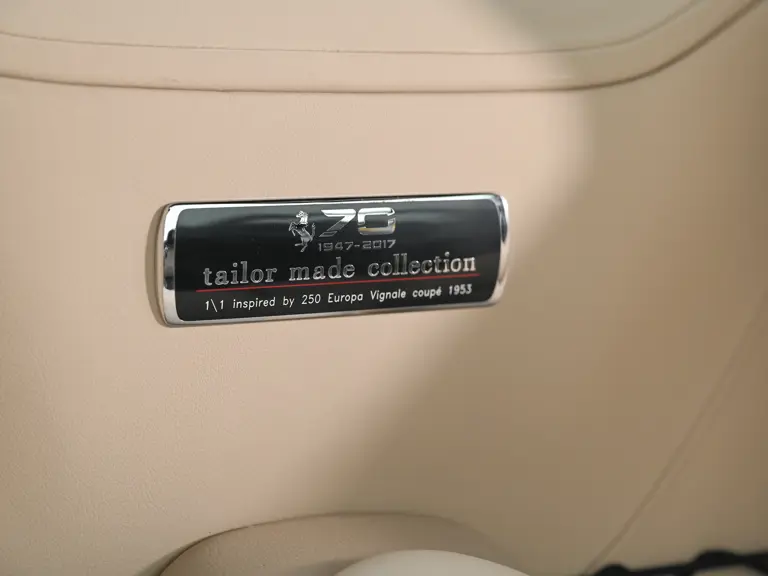 70
1947-2017
tailor made collection
1\1 inspired by 250 Europa Vignale coupé 1953